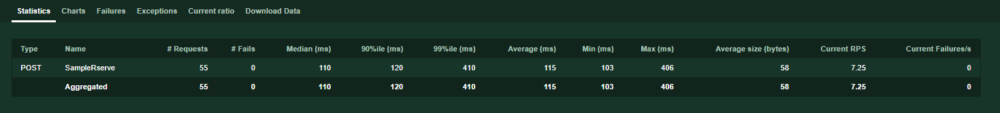 Statistics Charts Failures Exceptions Current ratio Download Data
Type Name # Requests # Fails Median (ms) 90%ile (ms) 99%ile (ms) Average (ms) Min (ms) Max (ms) Average size (bytes) Current RPS Current Failures/s
POST SampleRserve 55 0 110 120 410 115 103 406 58 7.25 0
Aggregated 55 0 110 120 410 115 103 406 58 7.25 0